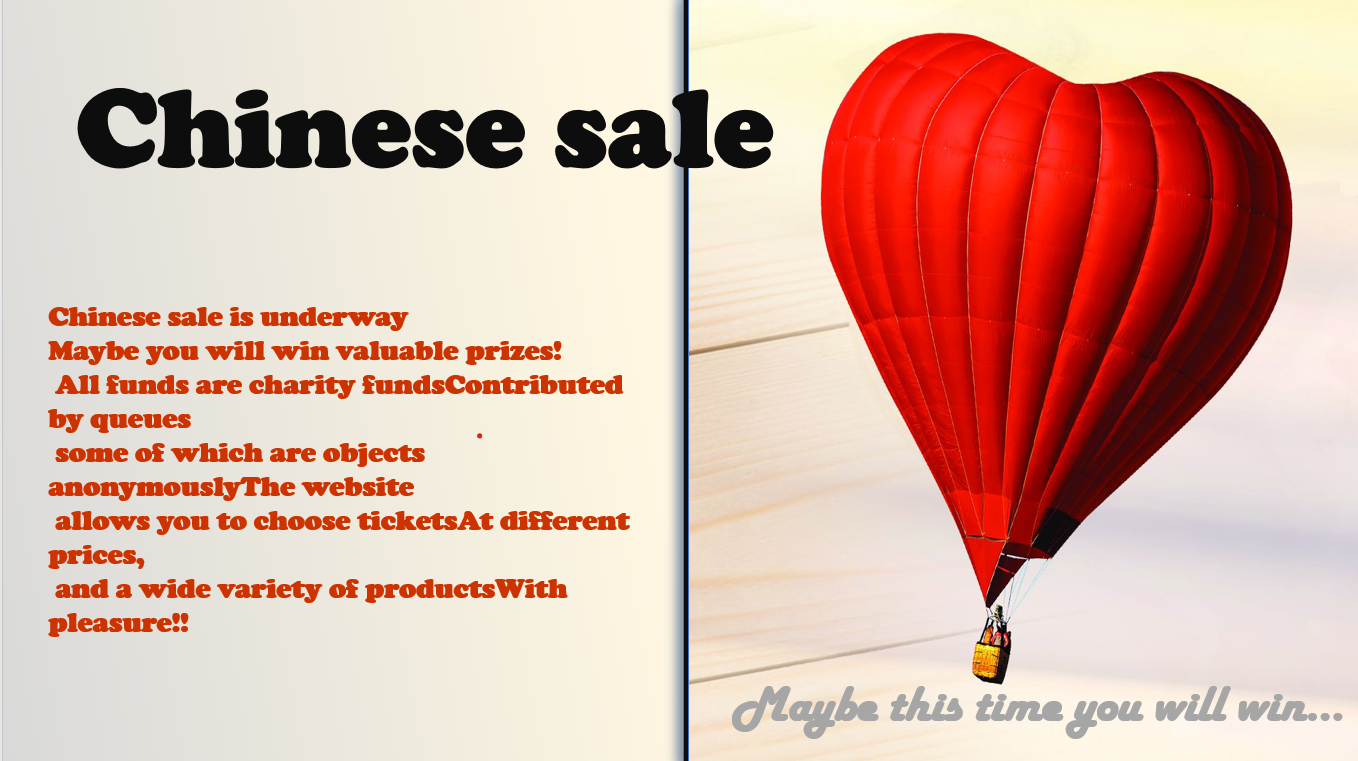 Chinese sale
Chinese sale is underway
Maybe you will win valuable prizes!
All funds are charity fundsContributed
by queues
some of which are objects
anonymouslyThe website
allows you to choose ticketsAt different
prices,
and a wide variety of productsWith
pleasure!!
Maybe this time you will win...